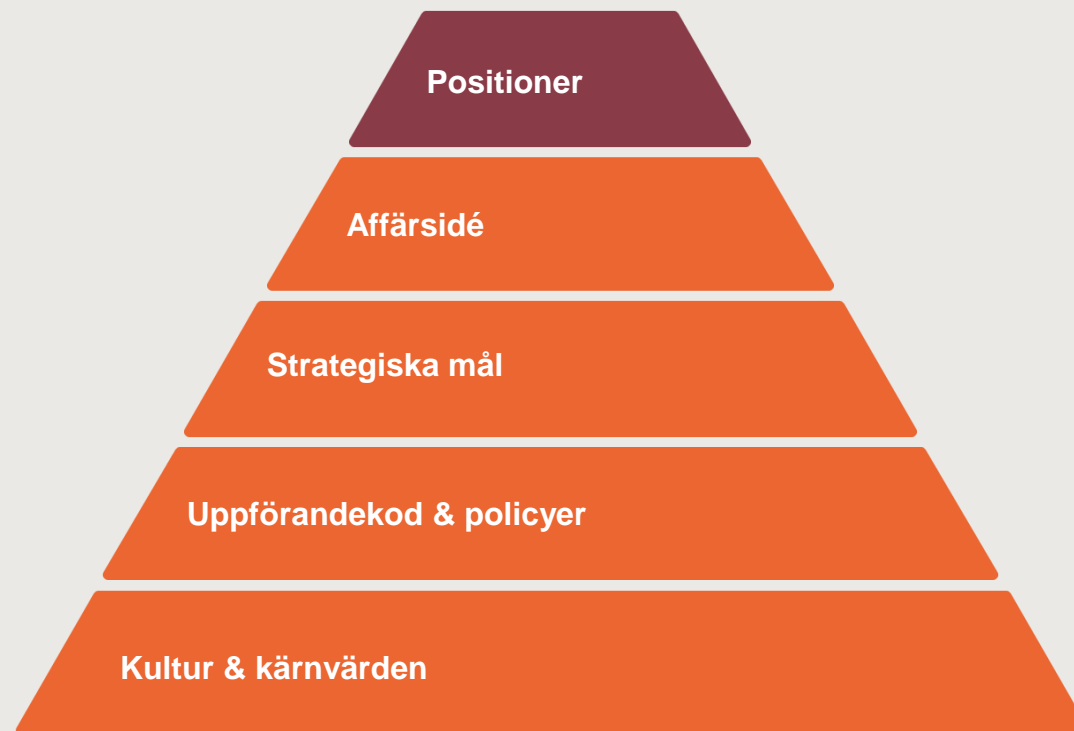 Positioner
Affärsidé
Strategiska mål
Uppförandekod & policyer
Kultur & kärnvärden